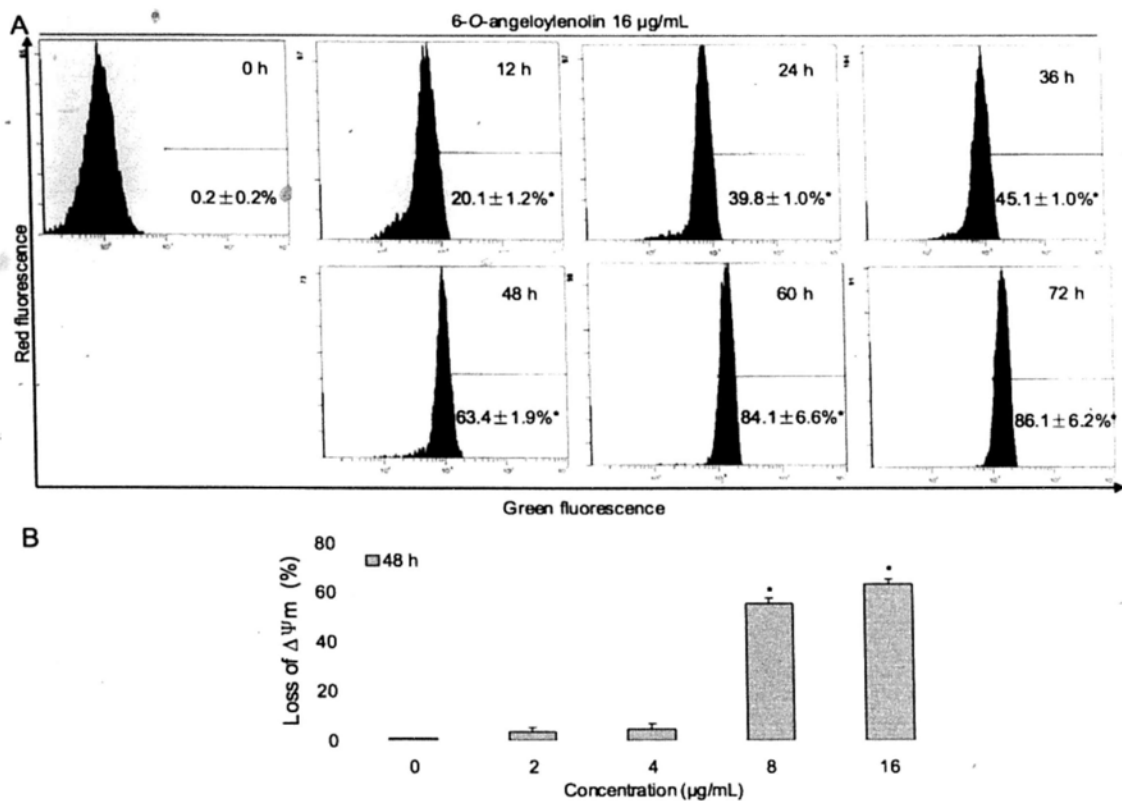 A
6-O-angeloylenolin 16 µg/mL
0 h
0.2±0.2%
12 h
20.1±1.2%*
24 h
39.8±1.0%*
36 h
45.1±1.0%*
48 h
63.4±1.9%*
60 h
84.1±6.6%*
72 h
86.1±6.2%*
Red fluorescence
Green fluorescence
B
48 h
Loss of ΔΨm (%)
80
60
40
20
0
* *
0 2 4 8 16
Concentration (µg/mL)